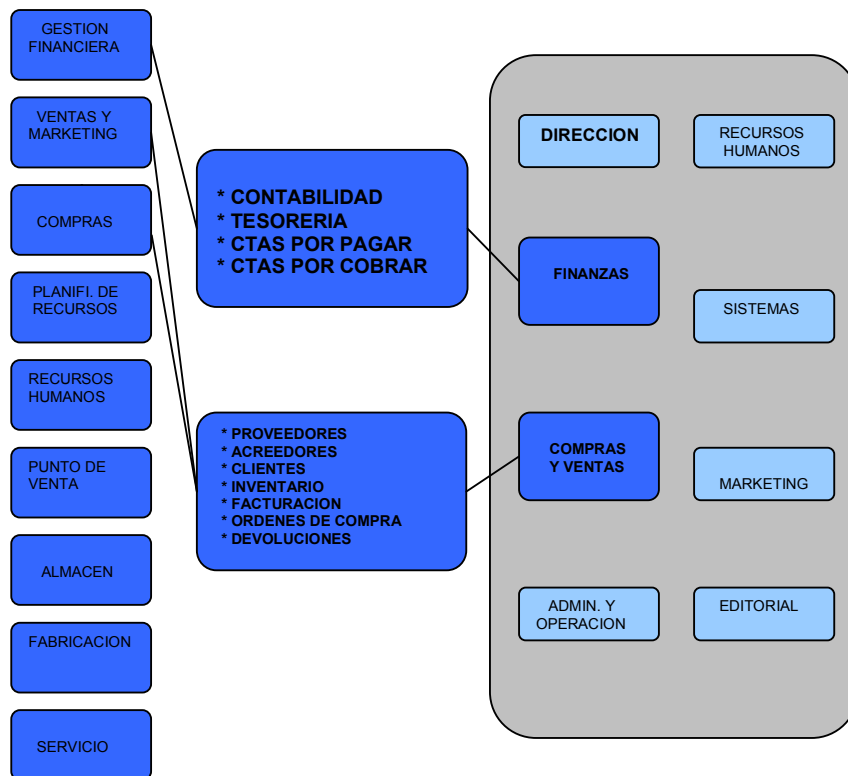 GESTION
FINANCIERA
VENTAS Y
MARKETING
COMPRAS
PLANIFI. DE
RECURSOS
RECURSOS
HUMANOS
PUNTO DE
VENTA
ALMACEN
FABRICACION
SERVICIO
* CONTABILIDAD
* TESORERIA
* CTAS POR PAGAR
* CTAS POR COBRAR
* PROVEEDORES
* ACREEDORES
* CLIENTES
* INVENTARIO
* FACTURACION
* ORDENES DE COMPRA
* DEVOLUCIONES
DIRECCION
RECURSOS
HUMANOS
FINANZAS
SISTEMAS
COMPRAS
Y VENTAS
MARKETING
ADMIN. Y
OPERACION
EDITORIAL